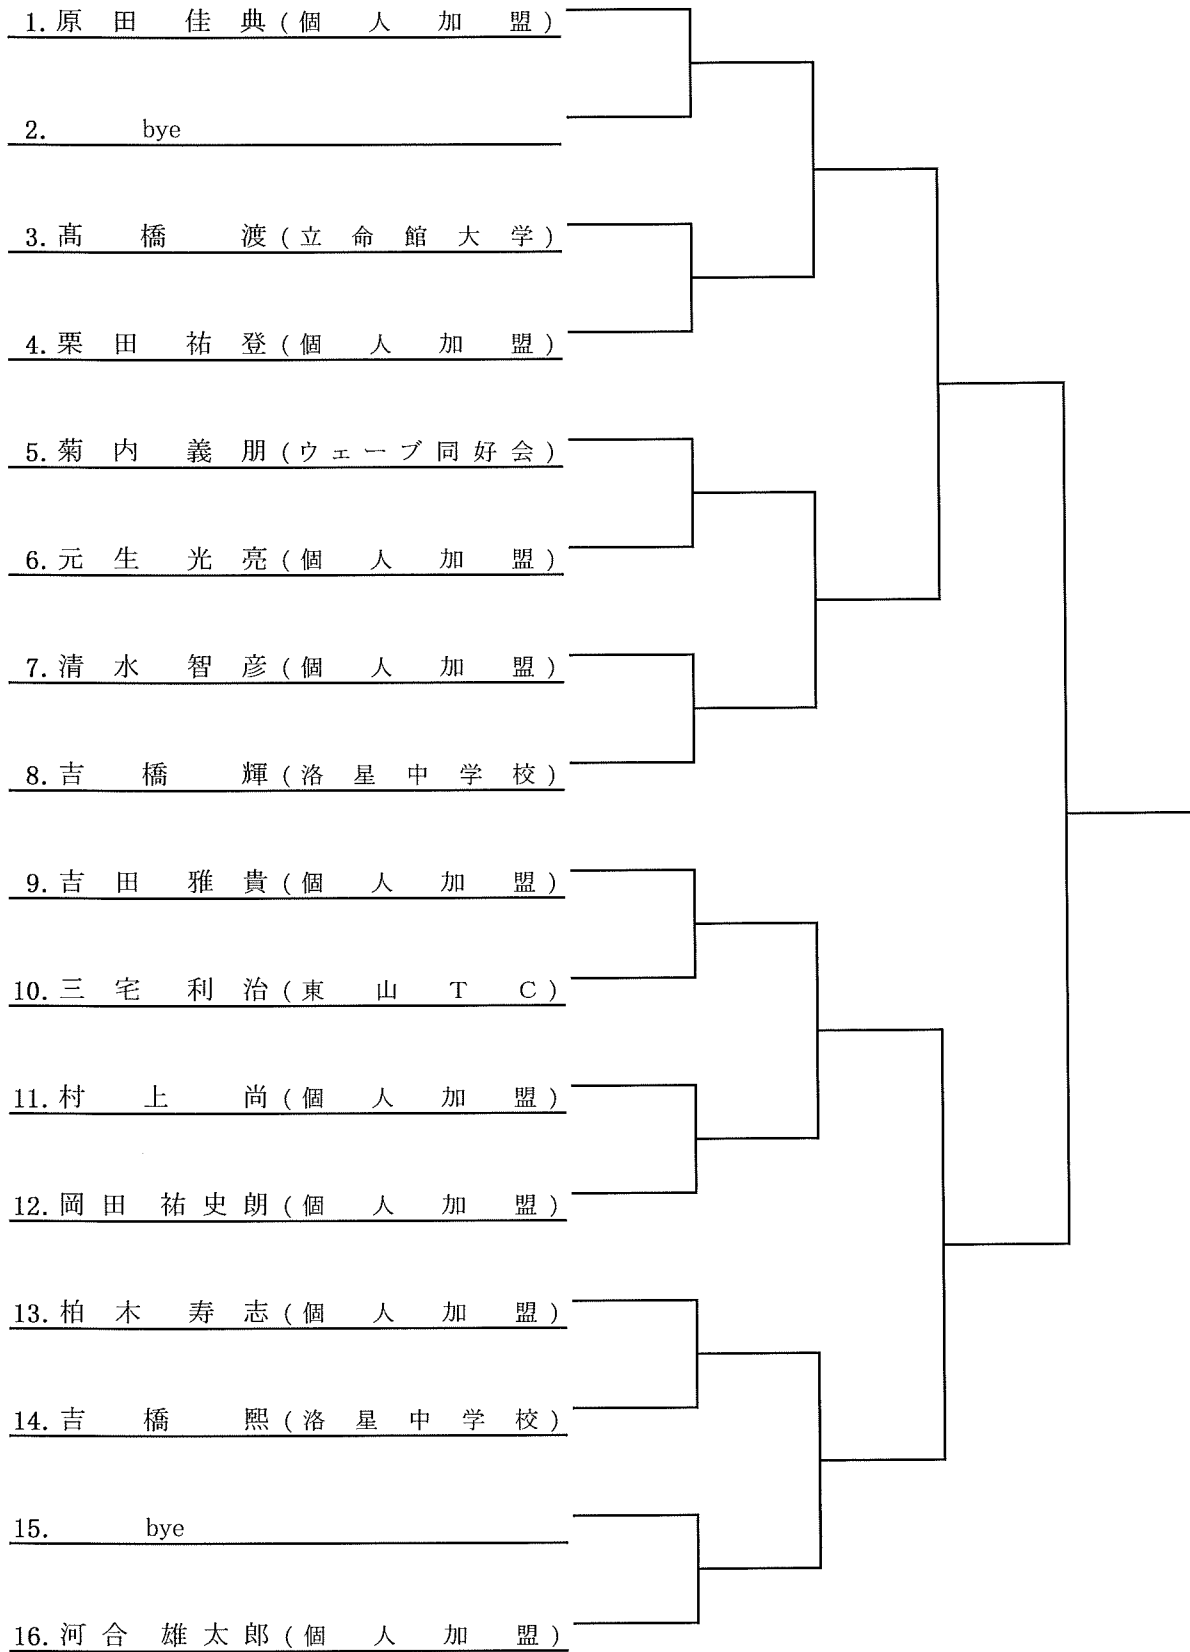 1. 原田 佳典 (個人加盟)
2. bye
3. 髙橋 渡 (立命館大学)
4. 栗田 祐登 (個人加盟)
5. 菊内 義朋 (ウェーブ同好会)
6. 元生 光亮 (個人加盟)
7. 清水 智彦 (個人加盟)
8. 吉橋 輝 (洛星中学校)
9. 吉田 雅貴 (個人加盟)
10. 三宅 利治 (東山TC)
11. 村上 尚 (個人加盟)
12. 岡田 祐史朗 (個人加盟)
13. 柏木 寿志 (個人加盟)
14. 吉橋 熙 (洛星中学校)
15. bye
16. 河合 雄太郎 (個人加盟)